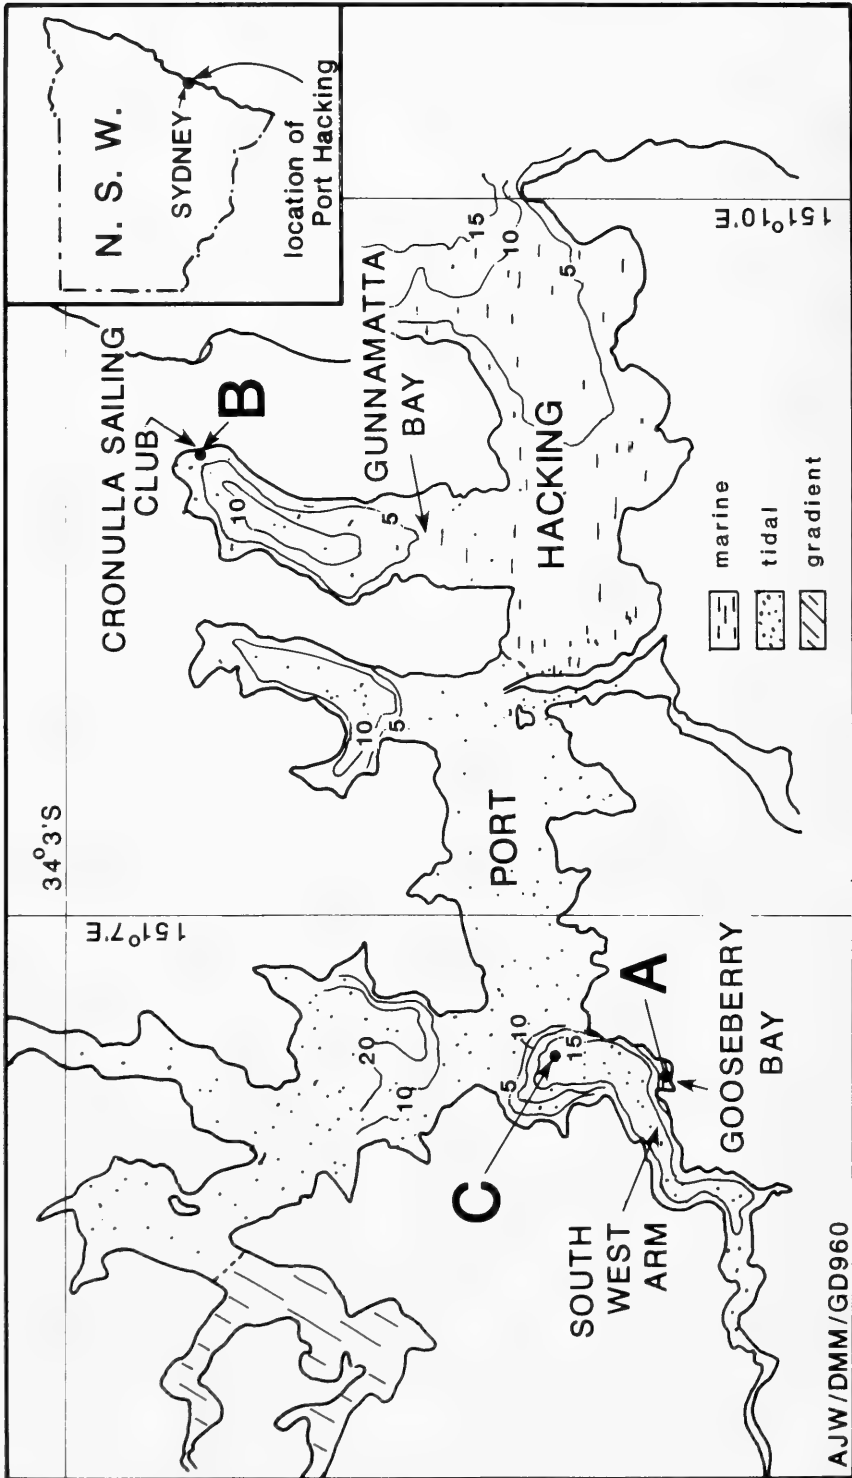 N. S. W.
SYDNEY
location of
Port Hacking
CRONULLA SAILING
CLUB
B
GUNNAMATTA
BAY
10
5
15
10
5
151°10'E
HACKING
marine
tidal
gradient
34°3'S
10
5
PORT
151°7'E
20
10
10
5
15
A
GOOSEBERRY
BAY
C
SOUTH
WEST
ARM
AJW/DMM/GD960